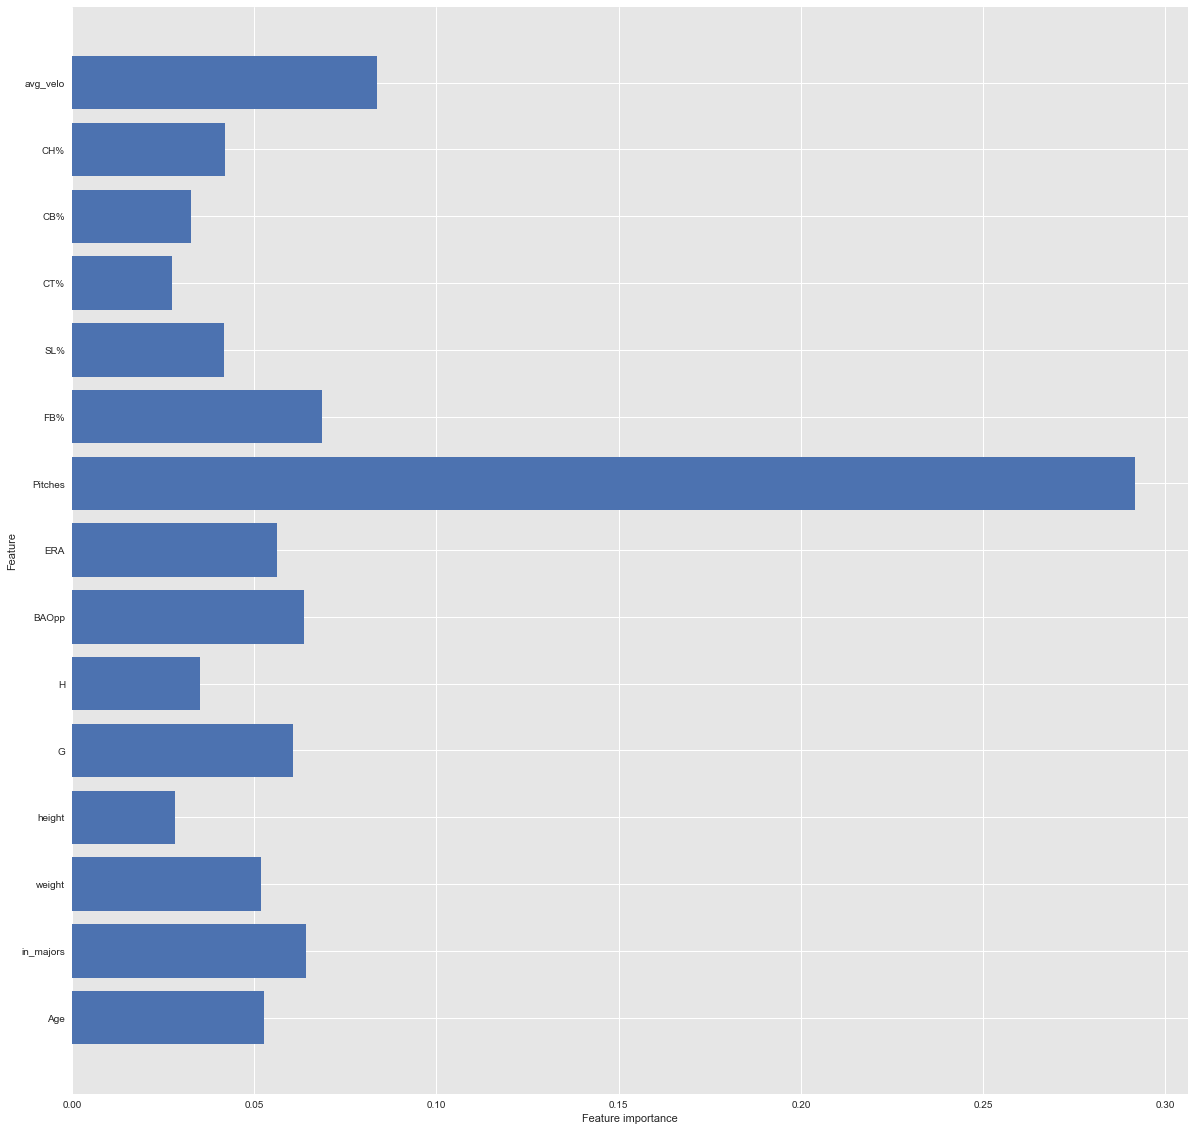 avg_velo
CH%
CB%
CT%
SL%
FB%
Pitches
ERA
BAOpp
H
G
height
weight
in_majors
Age
Feature
0.00 0.05 0.10 0.15 0.20 0.25 0.30
Feature importance